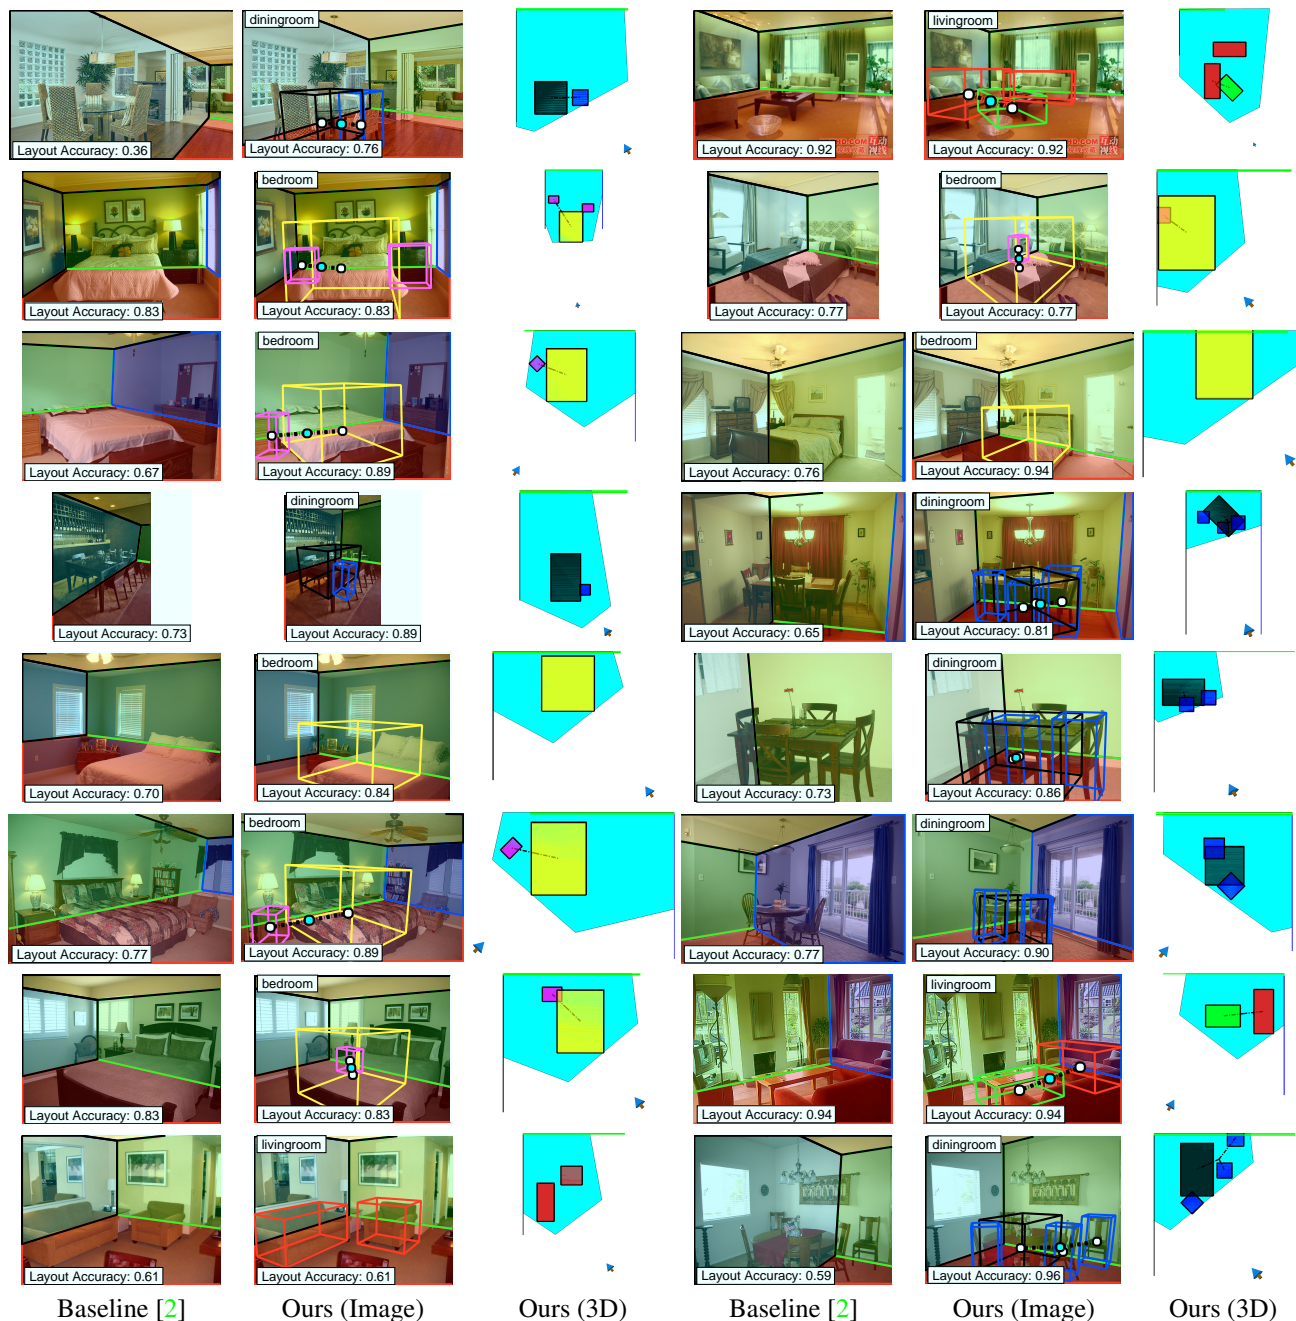 diningroom
livingroom
Layout Accuracy: 0.36
Layout Accuracy: 0.76
Layout Accuracy: 0.92
Layout Accuracy: 0.92
bedroom
bedroom
Layout Accuracy: 0.83
Layout Accuracy: 0.83
Layout Accuracy: 0.77
Layout Accuracy: 0.77
bedroom
bedroom
Layout Accuracy: 0.67
Layout Accuracy: 0.89
Layout Accuracy: 0.76
Layout Accuracy: 0.94
diningroom
diningroom
Layout Accuracy: 0.73
Layout Accuracy: 0.89
Layout Accuracy: 0.65
Layout Accuracy: 0.81
bedroom
diningroom
Layout Accuracy: 0.70
Layout Accuracy: 0.84
Layout Accuracy: 0.73
Layout Accuracy: 0.86
bedroom
diningroom
Layout Accuracy: 0.77
Layout Accuracy: 0.89
Layout Accuracy: 0.77
Layout Accuracy: 0.90
bedroom
livingroom
Layout Accuracy: 0.83
Layout Accuracy: 0.83
Layout Accuracy: 0.94
Layout Accuracy: 0.94
livingroom
diningroom
Layout Accuracy: 0.61
Layout Accuracy: 0.61
Layout Accuracy: 0.59
Layout Accuracy: 0.96
Baseline [2]
Ours (Image)
Ours (3D)
Baseline [2]
Ours (Image)
Ours (3D)